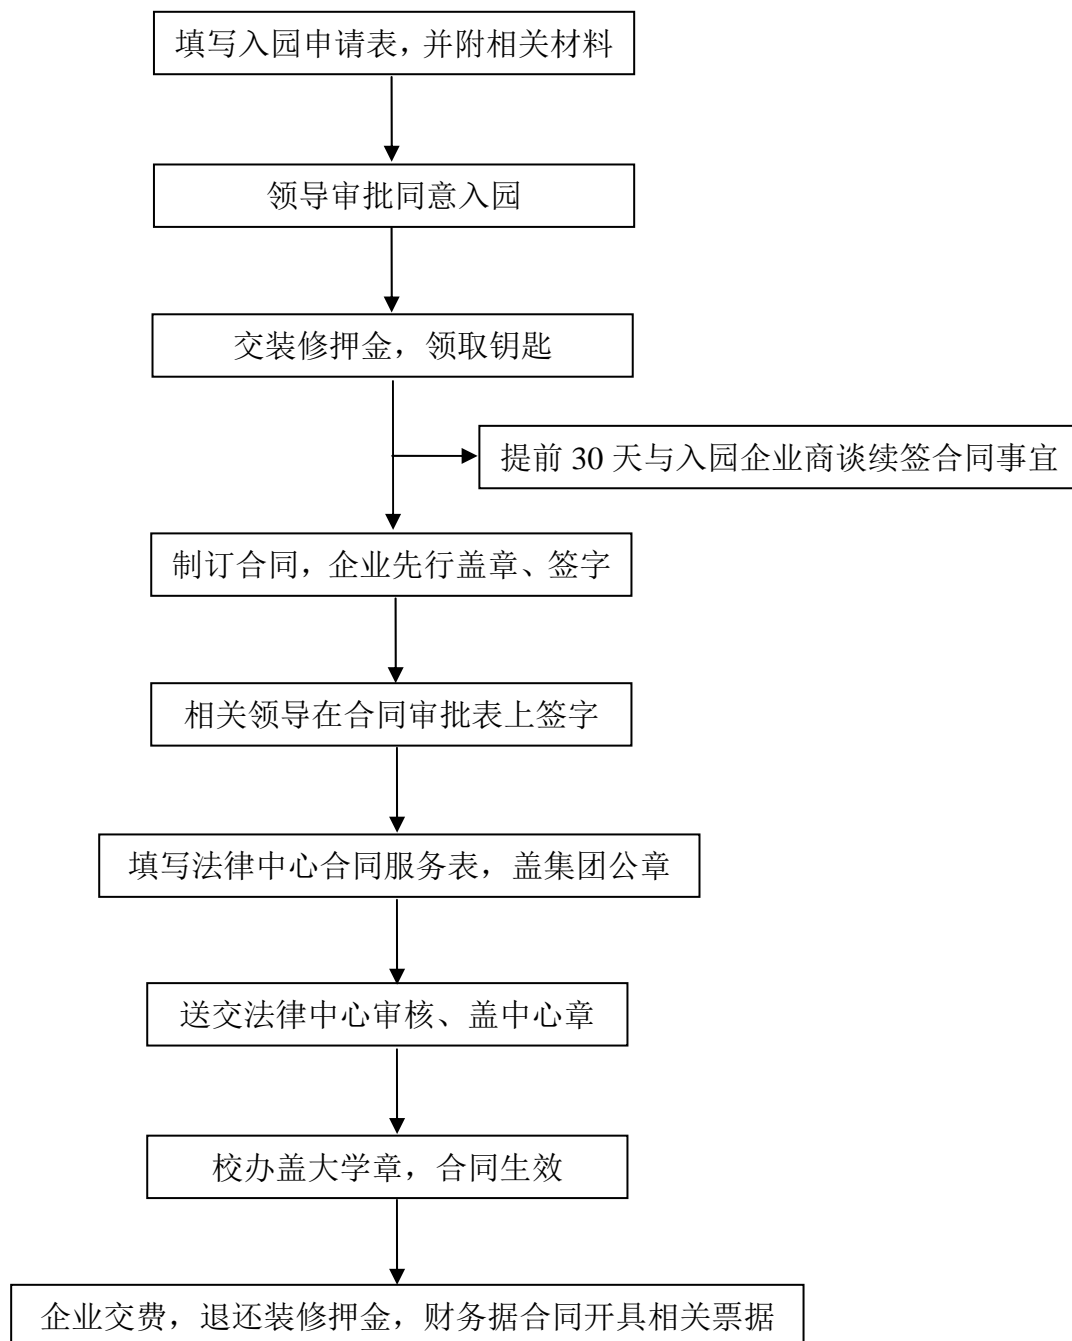 填写入园申请表，并附相关材料
领导审批同意入园
交装修押金，领取钥匙
提前 30 天与入园企业商谈续签合同事宜
制订合同，企业先行盖章、签字
相关领导在合同审批表上签字
填写法律中心合同服务表，盖集团公章
送交法律中心审核、盖中心章
校办盖大学章，合同生效
企业交费，退还装修押金，财务据合同开具相关票据